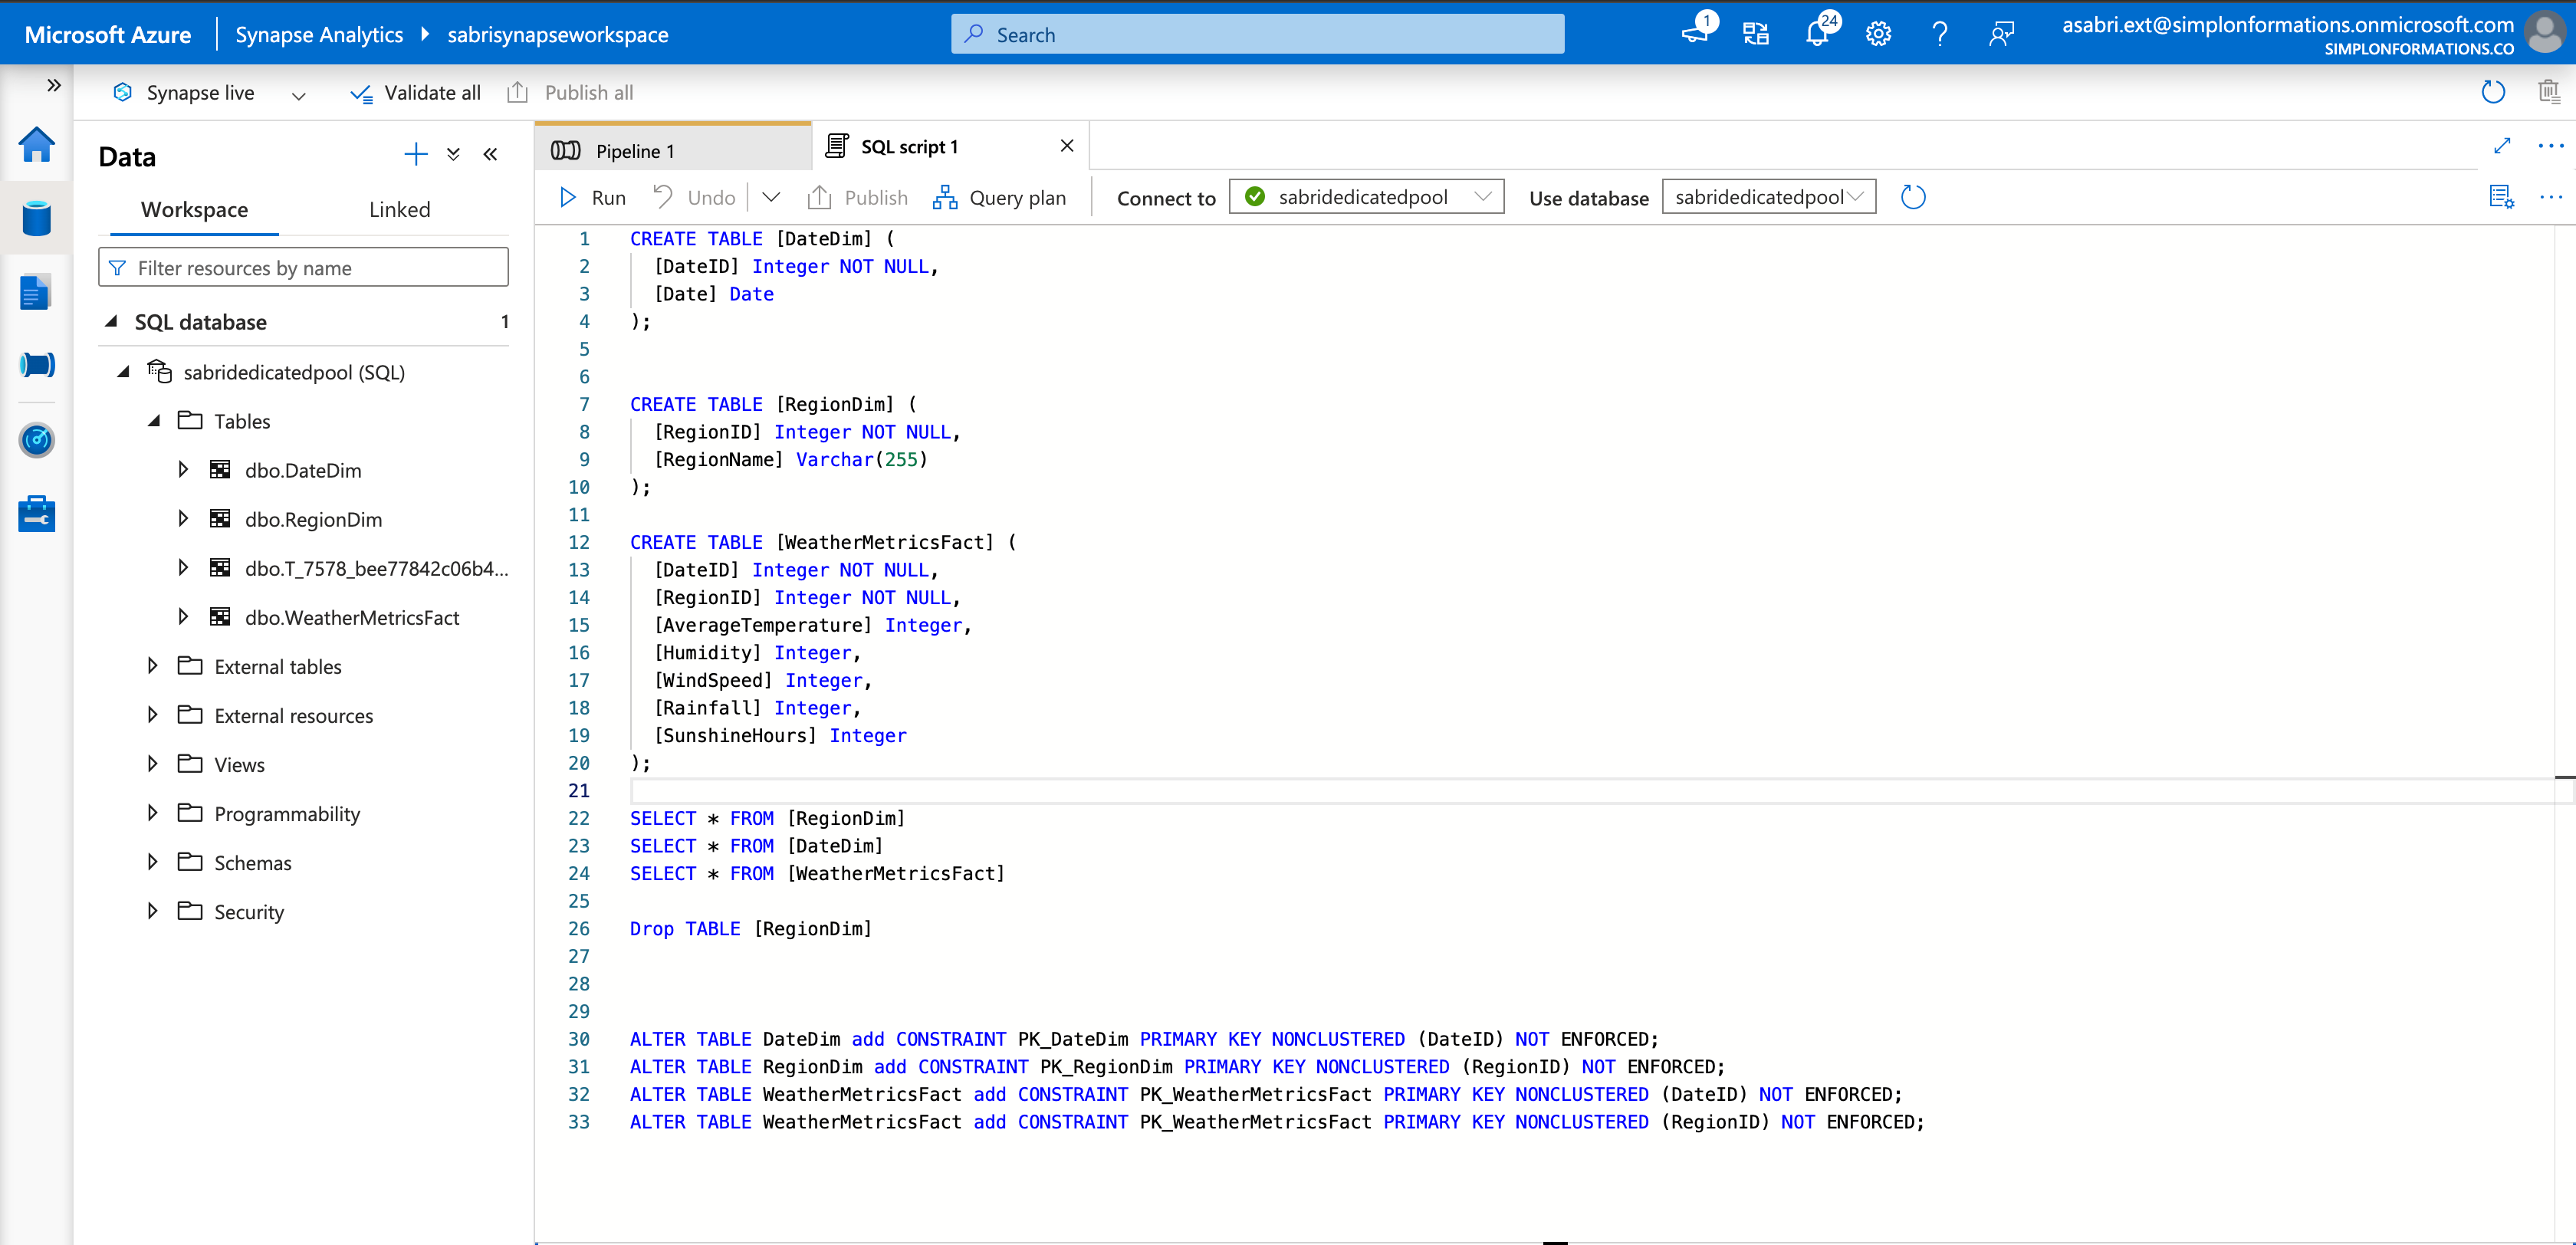 Microsoft Azure
Synapse Analytics
sabrisynapseworkspace
Search
1
24
?
asabri.ext@simplonformations.onmicrosoft.com
SIMPLONFORMATIONS.CO
Synapse live
Validate all
Publish all
Data
Workspace
Linked
Filter resources by name
SQL database 1
sabridedicatedpool (SQL)
Tables
dbo.DateDim
dbo.RegionDim
dbo.T_7578_bee77842c06b4...
dbo.WeatherMetricsFact
External tables
External resources
Views
Programmability
Schemas
Security
Pipeline 1
SQL script 1
Run
Undo
Publish
Query plan
Connect to sabridedicatedpool
Use database sabridedicatedpool
1 CREATE TABLE [DateDim] (
2 [DateID] Integer NOT NULL,
3 [Date] Date
4 );
5
6
7 CREATE TABLE [RegionDim] (
8 [RegionID] Integer NOT NULL,
9 [RegionName] Varchar(255)
10 );
11
12 CREATE TABLE [WeatherMetricsFact] (
13 [DateID] Integer NOT NULL,
14 [RegionID] Integer NOT NULL,
15 [AverageTemperature] Integer,
16 [Humidity] Integer,
17 [WindSpeed] Integer,
18 [Rainfall] Integer,
19 [SunshineHours] Integer
20 );
21
22 SELECT * FROM [RegionDim]
23 SELECT * FROM [DateDim]
24 SELECT * FROM [WeatherMetricsFact]
25
26 Drop TABLE [RegionDim]
27
28
29
30 ALTER TABLE DateDim add CONSTRAINT PK_DateDim PRIMARY KEY NONCLUSTERED (DateID) NOT ENFORCED;
31 ALTER TABLE RegionDim add CONSTRAINT PK_RegionDim PRIMARY KEY NONCLUSTERED (RegionID) NOT ENFORCED;
32 ALTER TABLE WeatherMetricsFact add CONSTRAINT PK_WeatherMetricsFact PRIMARY KEY NONCLUSTERED (DateID) NOT ENFORCED;
33 ALTER TABLE WeatherMetricsFact add CONSTRAINT PK_WeatherMetricsFact PRIMARY KEY NONCLUSTERED (RegionID) NOT ENFORCED;